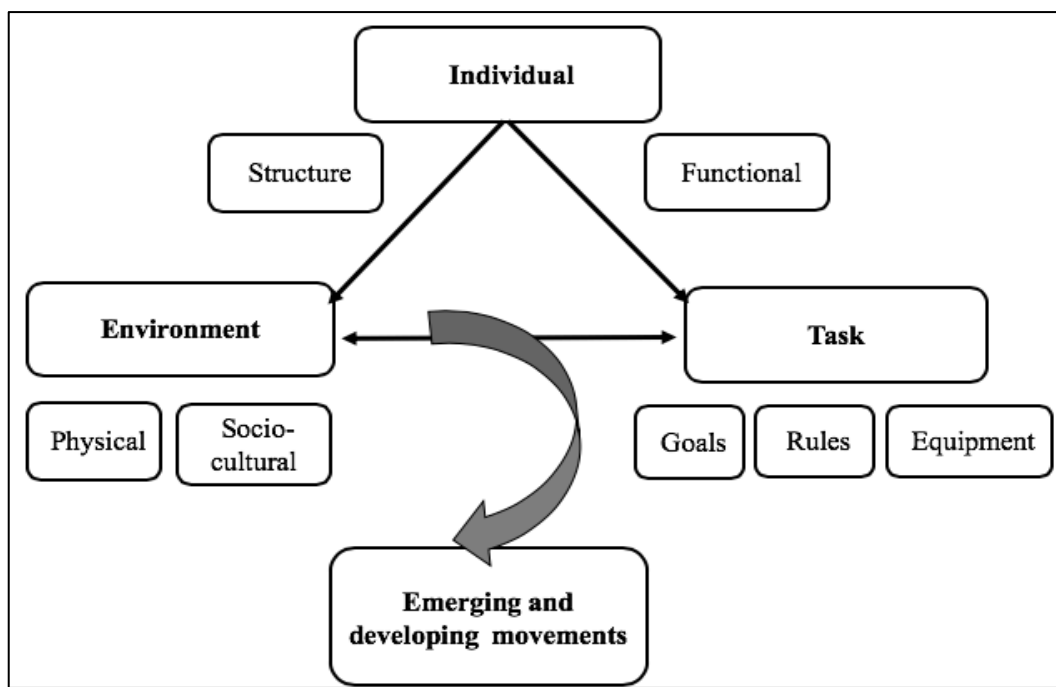 Individual
Structure
Functional
Environment
Task
Physical
Socio-
cultural
Goals
Rules
Equipment
Emerging and
developing movements